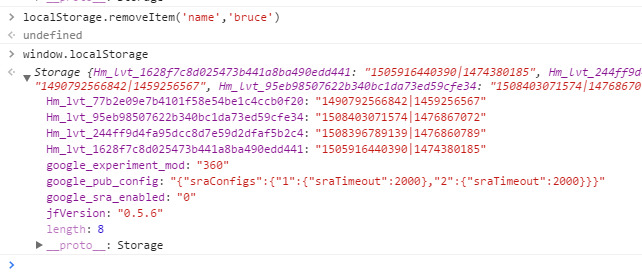 localStorage.removeItem('name','bruce')
undefined
window.localStorage
Storage {Hm_lvt_1628f7c8d025473b441a8ba490edd441: "1505916440390|1474380185", Hm_lvt_244ff9d
"1490792566842|1459256567", Hm_lvt_95eb98507622b340bc1da73ed59cfe34: "1508403071574|14768670
Hm_lvt_77b2e09e7b4101f58e54be1c4ccb0f20: "1490792566842|1459256567"
Hm_lvt_95eb98507622b340bc1da73ed59cfe34: "1508403071574|1476867072"
Hm_lvt_244ff9d4fa95dcc8d7e59d2dfaf5b2c4: "1508396789139|1476860789"
Hm_lvt_1628f7c8d025473b441a8ba490edd441: "1505916440390|1474380185"
google_experiment_mod: "360"
google_pub_config: "{"sraConfigs":{"1":{"sraTimeout":2000},"2":{"sraTimeout":2000}}}"
google_sra_enabled: "0"
jfVersion: "0.5.6"
length: 8
__proto__: Storage